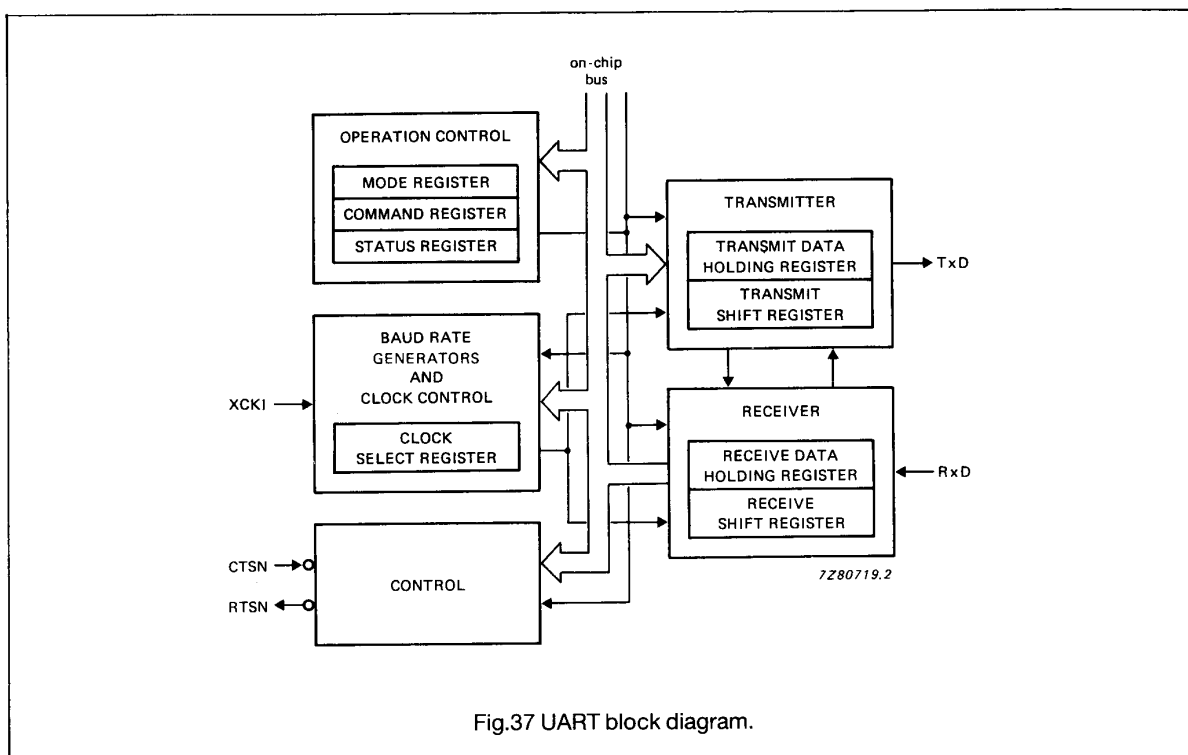 on-chip
bus
OPERATION CONTROL
MODE REGISTER
COMMAND REGISTER
STATUS REGISTER
TRANSMITTER
TRANSMIT DATA
HOLDING REGISTER
TRANSMIT
SHIFT REGISTER
TxD
BAUD RATE
GENERATORS
AND
CLOCK CONTROL
XCKI
CLOCK
SELECT REGISTER
RECEIVER
RECEIVE DATA
HOLDING REGISTER
RECEIVE
SHIFT REGISTER
RxD
CTSN
RTSN
CONTROL
7Z80719.2
Fig.37 UART block diagram.